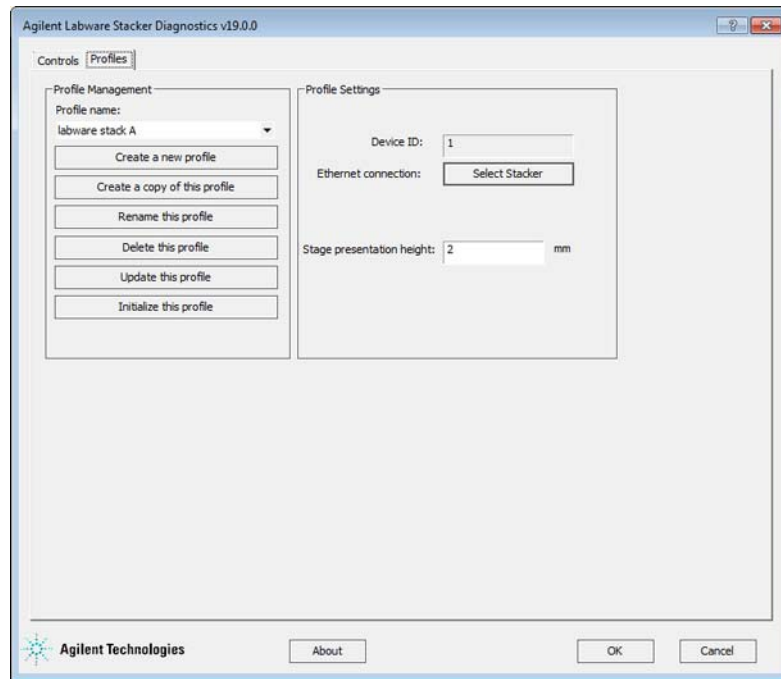 Agilent Labware Stacker Diagnostics v19.0.0
?
Controls Profiles
Profile Management
Profile name:
labware stack A
Create a new profile
Create a copy of this profile
Rename this profile
Delete this profile
Update this profile
Initialize this profile
Profile Settings
Device ID: 1
Ethernet connection: Select Stacker
Stage presentation height: 2 mm
Agilent Technologies
About
OK
Cancel